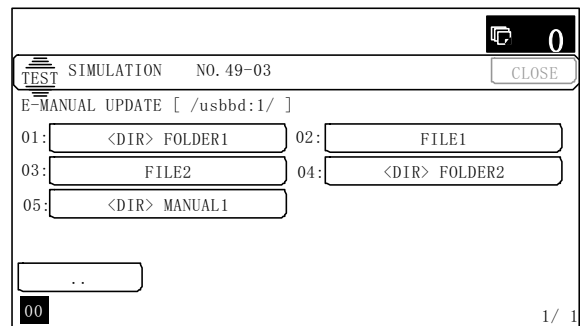 0
TEST SIMULATION NO. 49-03 CLOSE
E-MANUAL UPDATE [ /usbbd:1/ ]
01: <DIR> FOLDER1 02: FILE1
03: FILE2 04: <DIR> FOLDER2
05: <DIR> MANUAL1
..
00 1/ 1